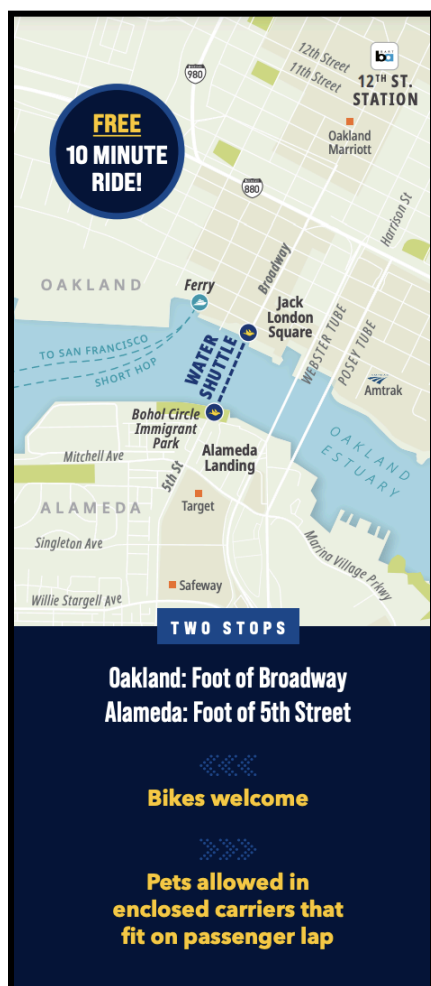 980
12th Street
11th Street
ba
12TH ST.
STATION
FREE
10 MINUTE
RIDE!
Oakland
Marriott
880
Harrison St
Broadway
OAKLAND
Ferry
Jack
London
Square
WEBSTER TUBE
POSEY TUBE
TO SAN FRANCISCO
SHORT HOP
WATER
SHUTTLE
Amtrak
Bohol Circle
Immigrant
Park
OAKLAND
ESTUARY
Mitchell Ave
5th St
Alameda
Landing
ALAMEDA
Target
Singleton Ave
Marina Village Prkwy
Safeway
Willie Stargell Ave
TWO STOPS
Oakland: Foot of Broadway
Alameda: Foot of 5th Street
Bikes welcome
Pets allowed in
enclosed carriers that
fit on passenger lap